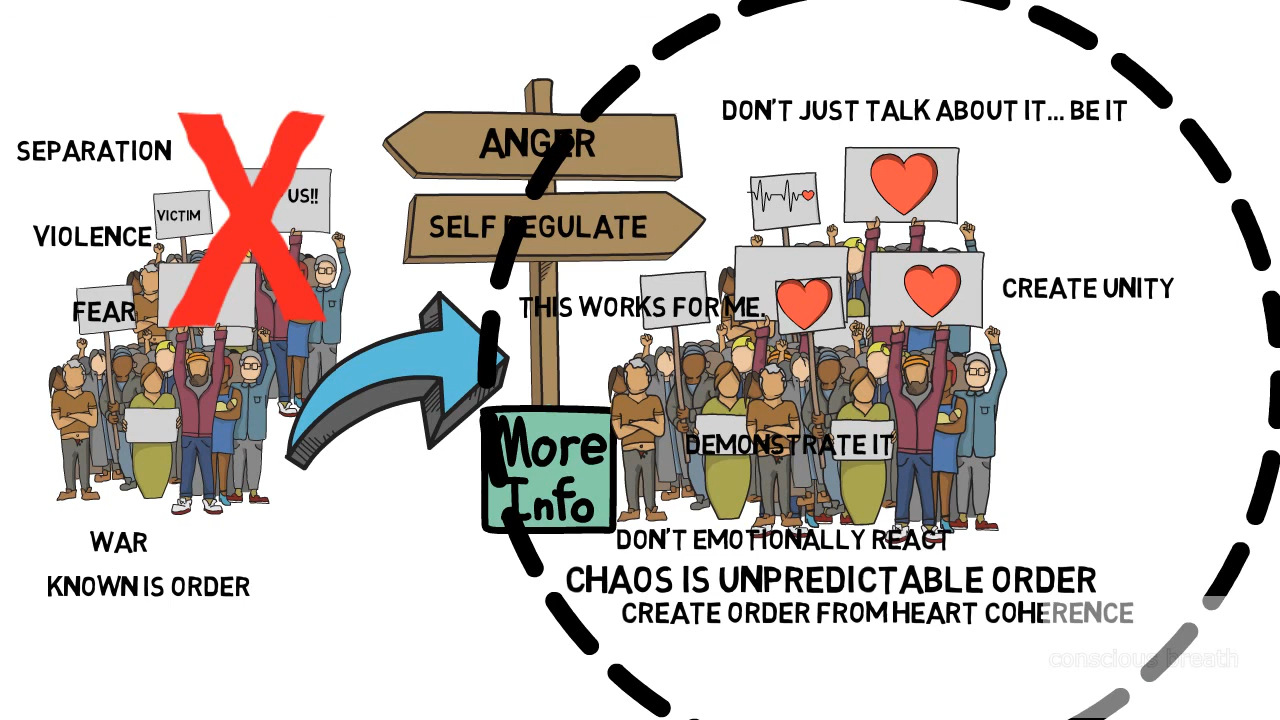 SEPARATION
VIOLENCE
VICTIM
US!!
FEAR
WAR
KNOWN IS ORDER
ANGER
SELF REGULATE
More
Info
DON'T JUST TALK ABOUT IT... BE IT
THIS WORKS FOR ME.
CREATE UNITY
DEMONSTRATE IT
DON'T EMOTIONALLY REACT
CHAOS IS UNPREDICTABLE ORDER
CREATE ORDER FROM HEART COHERENCE
conscious breath